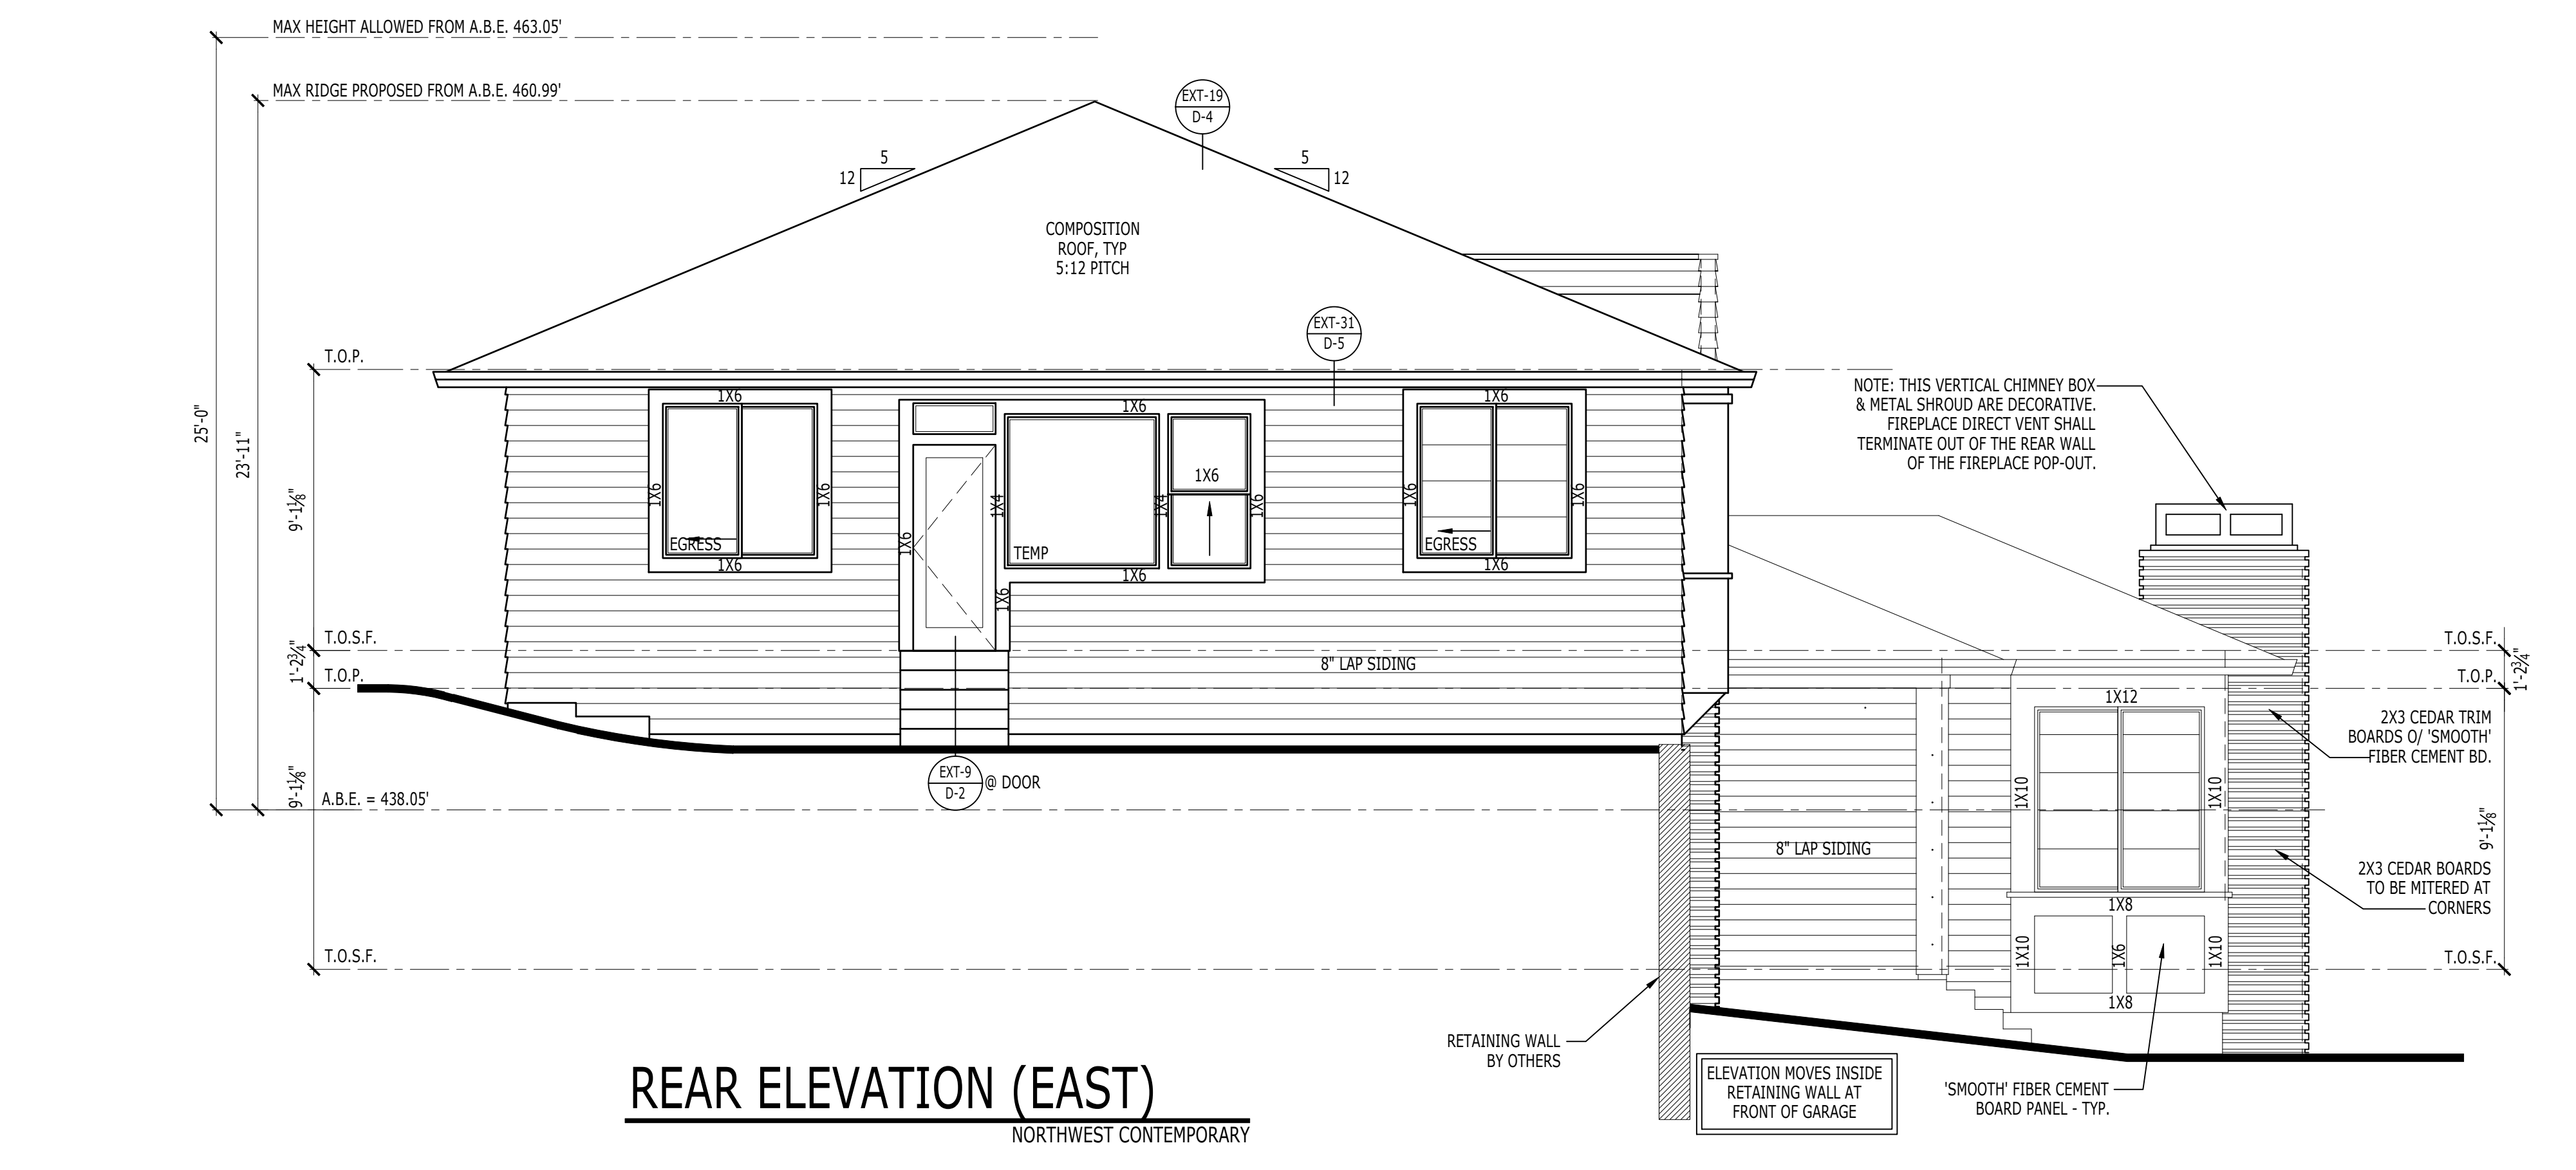 MAX HEIGHT ALLOWED FROM A.B.E. 463.05'
MAX RIDGE PROPOSED FROM A.B.E. 460.99'
EXT-19
D-4
5
12
5
12
COMPOSITION
ROOF, TYP
5:12 PITCH
EXT-31
D-5
T.O.P.
25'-0"
23'-11"
9'-1⅛"
1'-2¾"
9'-1⅛"
T.O.S.F.
T.O.P.
A.B.E. = 438.05'
T.O.S.F.
1X6
1X6
1X6
EGRESS
1X6
1X6
1X6
1X4
TEMP
1X4
1X6
1X6
1X6
1X6
1X6
1X6
1X6
EGRESS
1X6
8" LAP SIDING
EXT-9
D-2
@ DOOR
NOTE: THIS VERTICAL CHIMNEY BOX
& METAL SHROUD ARE DECORATIVE.
FIREPLACE DIRECT VENT SHALL
TERMINATE OUT OF THE REAR WALL
OF THE FIREPLACE POP-OUT.
T.O.S.F.
T.O.P.
1'-2¾"
1X12
2X3 CEDAR TRIM
BOARDS O/ 'SMOOTH'
FIBER CEMENT BD.
1X10
1X10
9'-1⅛"
8" LAP SIDING
2X3 CEDAR BOARDS
TO BE MITERED AT
CORNERS
1X8
1X10
1X6
1X10
T.O.S.F.
1X8
RETAINING WALL
BY OTHERS
ELEVATION MOVES INSIDE
RETAINING WALL AT
FRONT OF GARAGE
'SMOOTH' FIBER CEMENT
BOARD PANEL - TYP.
REAR ELEVATION (EAST)
NORTHWEST CONTEMPORARY